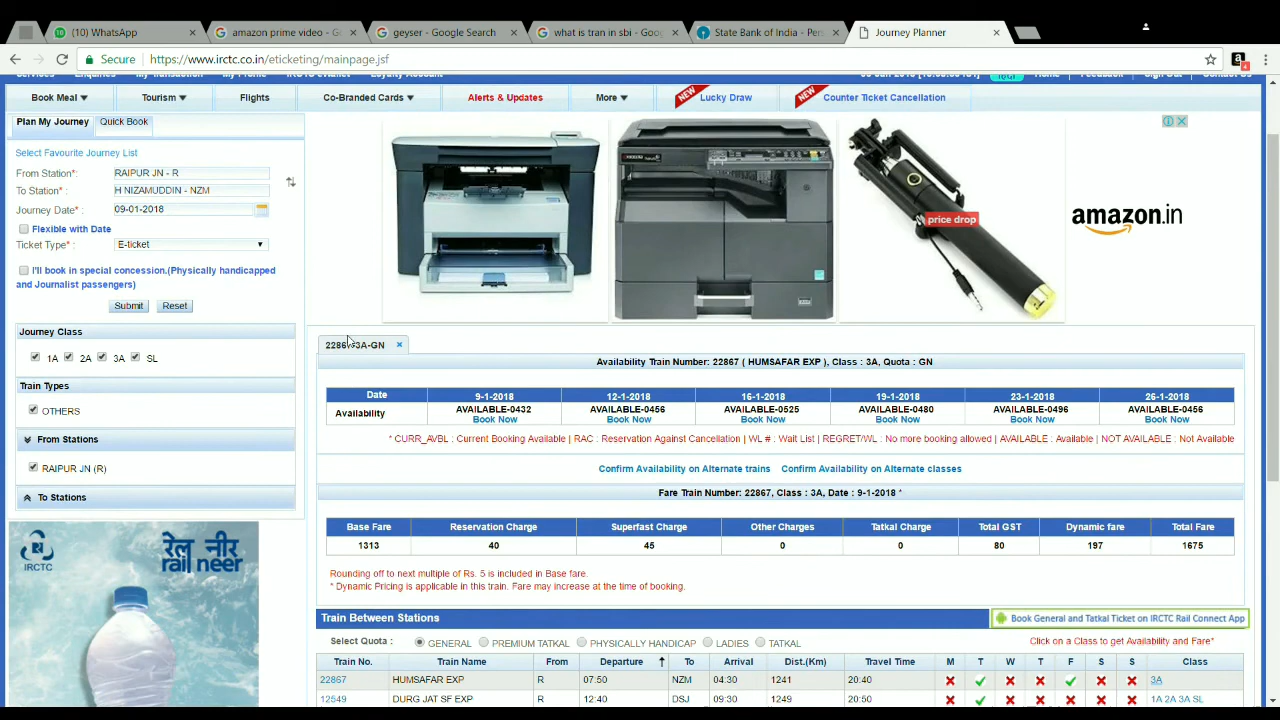 (10) WhatsApp
amazon prime video - G
geyser - Google Search
what is tran in sbi - Goo
State Bank of India - Per
Journey Planner
Secure https://www.irctc.co.in/eticketing/mainpage.jsf
Book Meal Tourism Flights Co-Branded Cards Alerts & Updates More NEW Lucky Draw NEW Counter Ticket Cancellation
Plan My Journey Quick Book
Select Favourite Journey List
From Station*: RAIPUR JN - R
To Station* : H NIZAMUDDIN - NZM
Journey Date* : 09-01-2018
Flexible with Date
Ticket Type* : E-ticket
I'll book in special concession.(Physically handicapped
and Journalist passengers)
Submit Reset
Journey Class
1A 2A 3A SL
Train Types
OTHERS
From Stations
RAIPUR JN (R)
To Stations
IRCTC
रेल नीर
rail neer
price drop
amazon.in
22867-3A-GN
Availability Train Number: 22867 ( HUMSAFAR EXP ), Class : 3A, Quota : GN
Date 9-1-2018 12-1-2018 16-1-2018 19-1-2018 23-1-2018 26-1-2018
Availability AVAILABLE-0432 AVAILABLE-0456 AVAILABLE-0525 AVAILABLE-0480 AVAILABLE-0496 AVAILABLE-0456
Book Now Book Now Book Now Book Now Book Now Book Now
* CURR_AVBL : Current Booking Available | RAC : Reservation Against Cancellation | WL # : Wait List | REGRET/WL : No more booking allowed | AVAILABLE : Available | NOT AVAILABLE : Not Available
Confirm Availability on Alternate trains Confirm Availability on Alternate classes
Fare Train Number: 22867, Class : 3A, Date : 9-1-2018 *
Base Fare Reservation Charge Superfast Charge Other Charges Tatkal Charge Total GST Dynamic fare Total Fare
1313 40 45 0 0 80 197 1675
Rounding off to next multiple of Rs. 5 is included in Base fare.
* Dynamic Pricing is applicable in this train. Fare may increase at the time of booking.
Train Between Stations Book General and Tatkal Ticket on IRCTC Rail Connect App
Select Quota : GENERAL PREMIUM TATKAL PHYSICALLY HANDICAP LADIES TATKAL Click on a Class to get Availability and Fare*
Train No. Train Name From Departure To Arrival Dist.(Km) Travel Time M T W T F S S Class
22867 HUMSAFAR EXP R 07:50 NZM 04:30 1241 20.40 3A
12549 DURG JAT SF EXP R 12:40 DSJ 09:30 1249 20:50 1A 2A 3A SL